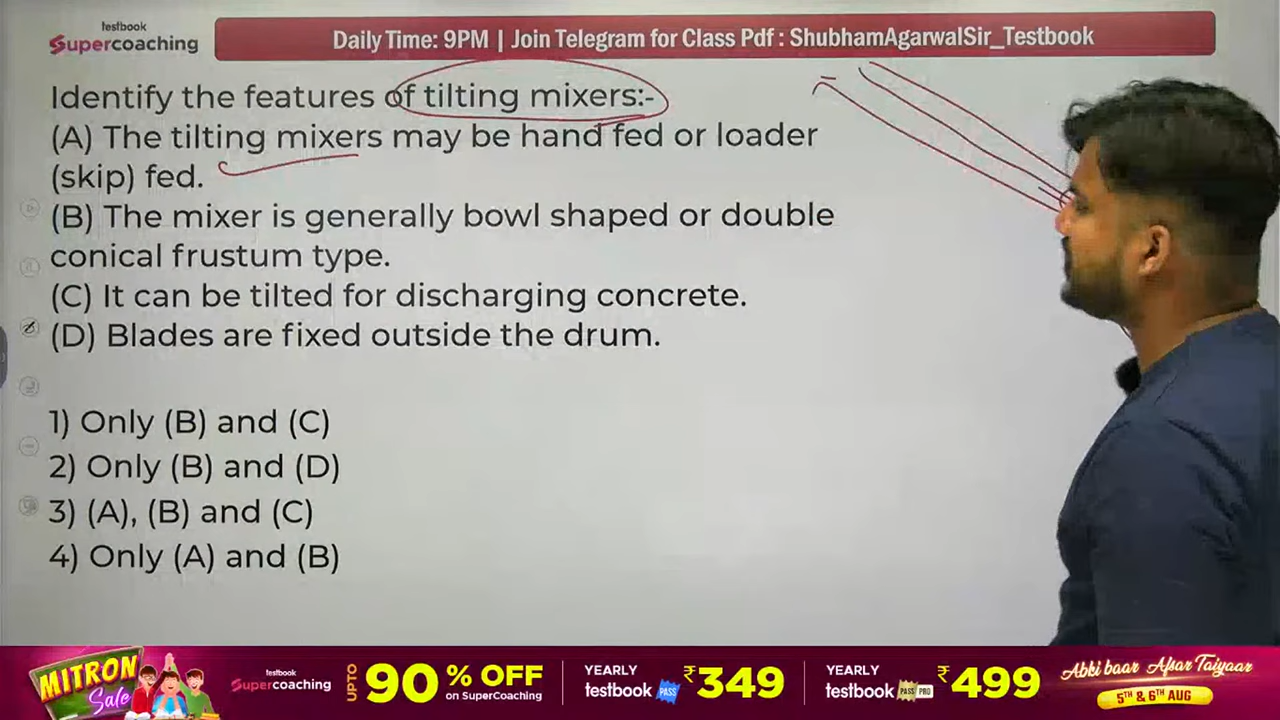 testbook
Supercoaching
Daily Time: 9PM | Join Telegram for Class Pdf : ShubhamAgarwalSir_Testbook
Identify the features of tilting mixers:-
(A) The tilting mixers may be hand fed or loader
(skip) fed.
(B) The mixer is generally bowl shaped or double
conical frustum type.
(C) It can be tilted for discharging concrete.
(D) Blades are fixed outside the drum.
1) Only (B) and (C)
2) Only (B) and (D)
3) (A), (B) and (C)
4) Only (A) and (B)
MITRON
Sale
testbook
Supercoaching
UPTO 90% OFF
on SuperCoaching
YEARLY
testbook PASS
₹349
YEARLY
testbook PASS PRO
₹499
Abki baar Afsar Taiyaar
5TH & 6TH AUG